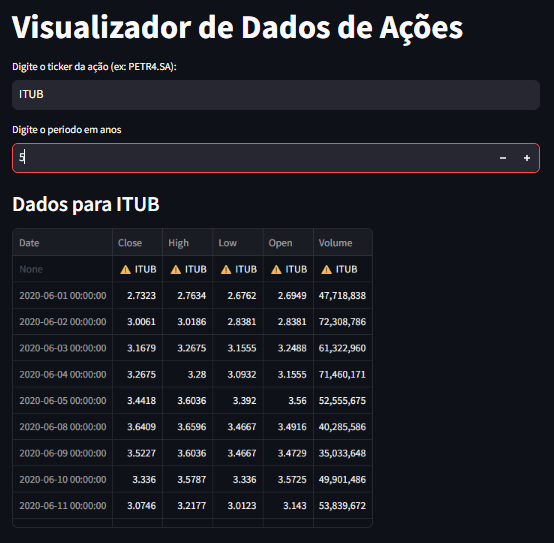 Visualizador de Dados de Ações
Digite o ticker da ação (ex: PETR4.SA):
ITUB
Digite o periodo em anos
5
Dados para ITUB
Date Close High Low Open Volume
None ⚠ ITUB ⚠ ITUB ⚠ ITUB ⚠ ITUB ⚠ ITUB
2020-06-01 00:00:00 2.7323 2.7634 2.6762 2.6949 47,718,838
2020-06-02 00:00:00 3.0061 3.0186 2.8381 2.8381 72,308,786
2020-06-03 00:00:00 3.1679 3.2675 3.1555 3.2488 61,322,960
2020-06-04 00:00:00 3.2675 3.28 3.0932 3.1555 71,460,171
2020-06-05 00:00:00 3.4418 3.6036 3.392 3.56 52,555,675
2020-06-08 00:00:00 3.6409 3.6596 3.4667 3.4916 40,285,586
2020-06-09 00:00:00 3.5227 3.6036 3.4667 3.4729 35,033,648
2020-06-10 00:00:00 3.336 3.5787 3.336 3.5725 49,901,486
2020-06-11 00:00:00 3.0746 3.2177 3.0123 3.143 53,839,672